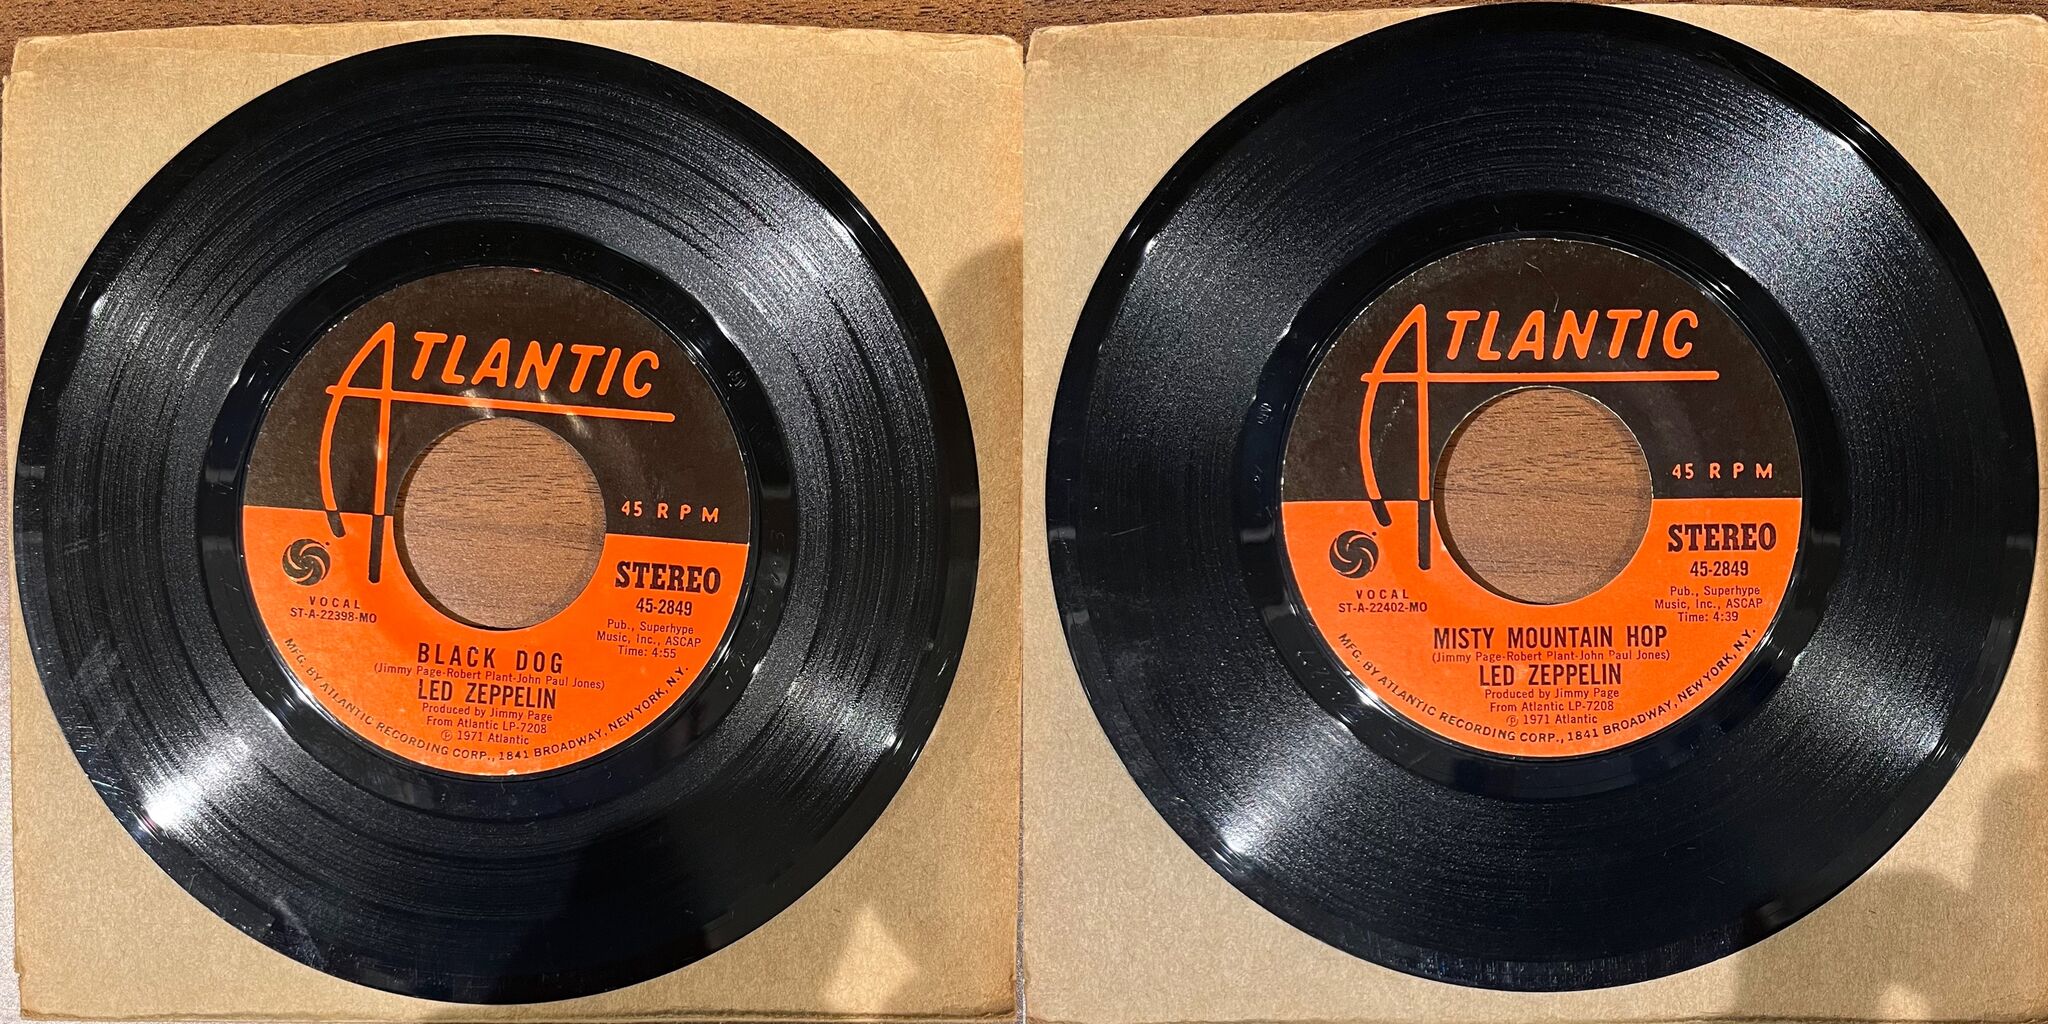 ATLANTIC
45 RPM
STEREO
45-2849
VOCAL
ST-A-22398-MO
Pub., Superhype
Music, Inc., ASCAP
Time: 4:55
BLACK DOG
(Jimmy Page-Robert Plant-John Paul Jones)
LED ZEPPELIN
Produced by Jimmy Page
From Atlantic LP-7208
℗ 1971 Atlantic
MFG. BY ATLANTIC RECORDING CORP., 1841 BROADWAY, NEW YORK, N.Y.
ATLANTIC
45 RPM
STEREO
45-2849
VOCAL
ST-A-22402-MO
Pub., Superhype
Music, Inc., ASCAP
Time: 4:39
MISTY MOUNTAIN HOP
(Jimmy Page-Robert Plant-John Paul Jones)
LED ZEPPELIN
Produced by Jimmy Page
From Atlantic LP-7208
℗ 1971 Atlantic
MFG. BY ATLANTIC RECORDING CORP., 1841 BROADWAY, NEW YORK, N.Y.